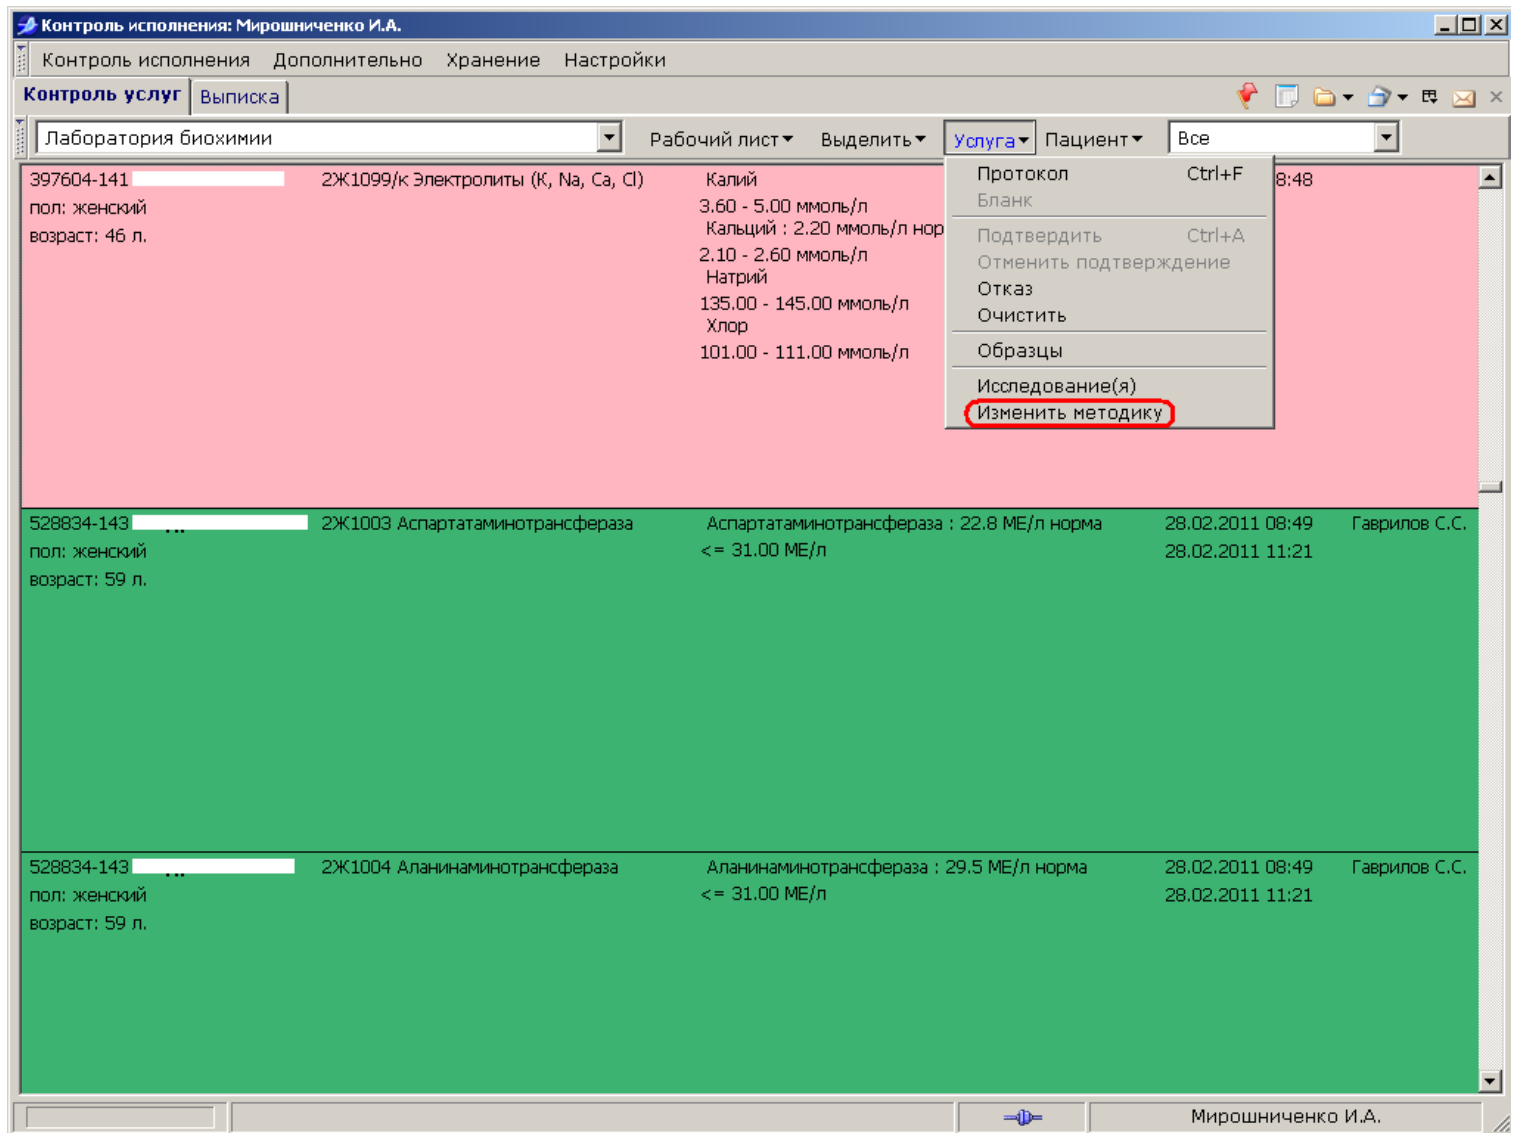 Контроль исполнения: Мирошниченко И.А.
Контроль исполнения Дополнительно Хранение Настройки
Контроль услуг Выписка
Лаборатория биохимии Рабочий лист Выделить Услуга Пациент Все
Протокол Ctrl+F
Бланк
Подтвердить Ctrl+A
Отменить подтверждение
Отказ
Очистить
Образцы
Исследование(я)
Изменить методику
397604-141 2Ж1099/к Электролиты (K, Na, Ca, Cl) Калий 8:48
пол: женский 3.60 - 5.00 ммоль/л
Кальций : 2.20 ммоль/л нор
возраст: 46 л.
2.10 - 2.60 ммоль/л
Натрий
135.00 - 145.00 ммоль/л
Хлор
101.00 - 111.00 ммоль/л
528834-143 2Ж1003 Аспартатаминотрансфераза Аспартатаминотрансфераза : 22.8 МЕ/л норма 28.02.2011 08:49 Гаврилов С.С.
пол: женский <= 31.00 МЕ/л 28.02.2011 11:21
возраст: 59 л.
528834-143 2Ж1004 Аланинаминотрансфераза Аланинаминотрансфераза : 29.5 МЕ/л норма 28.02.2011 08:49 Гаврилов С.С.
пол: женский <= 31.00 МЕ/л 28.02.2011 11:21
возраст: 59 л.
Мирошниченко И.А.